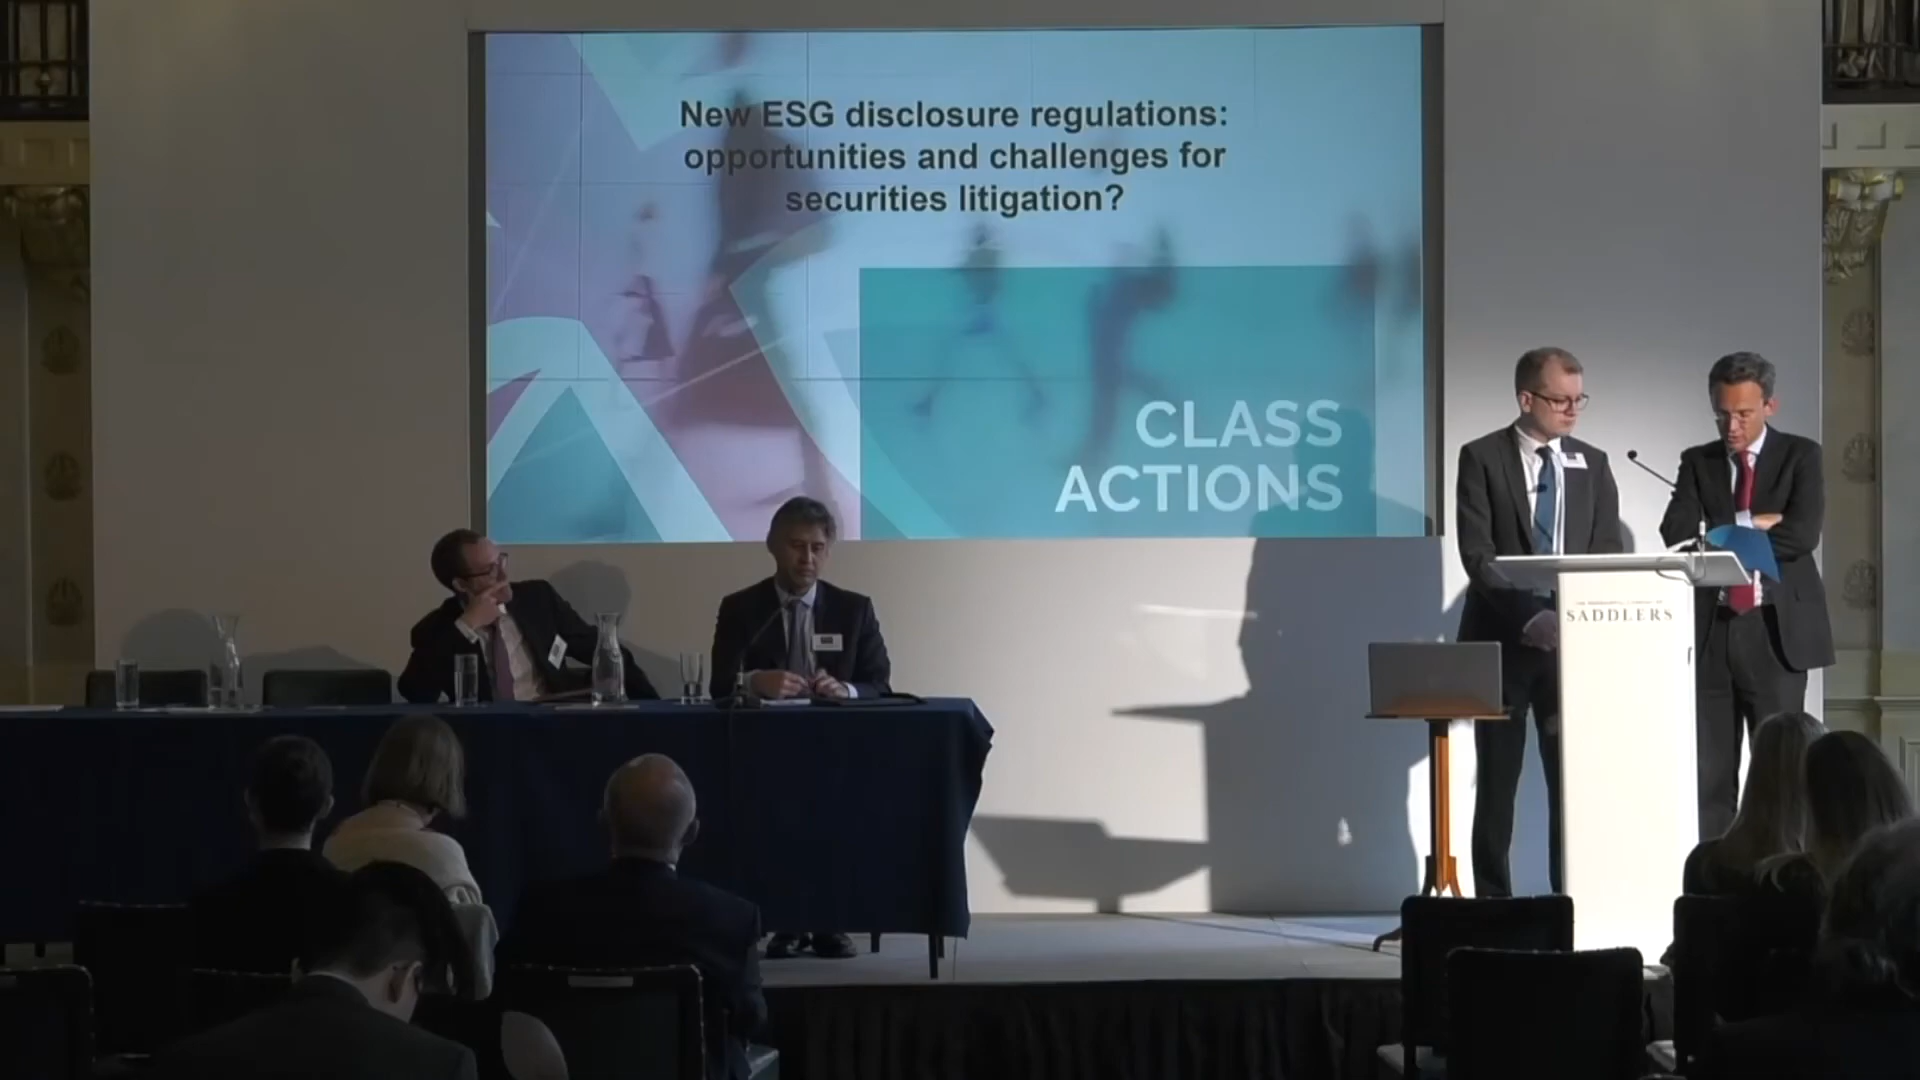 New ESG disclosure regulations:
opportunities and challenges for
securities litigation?
CLASS
ACTIONS
SADDLERS